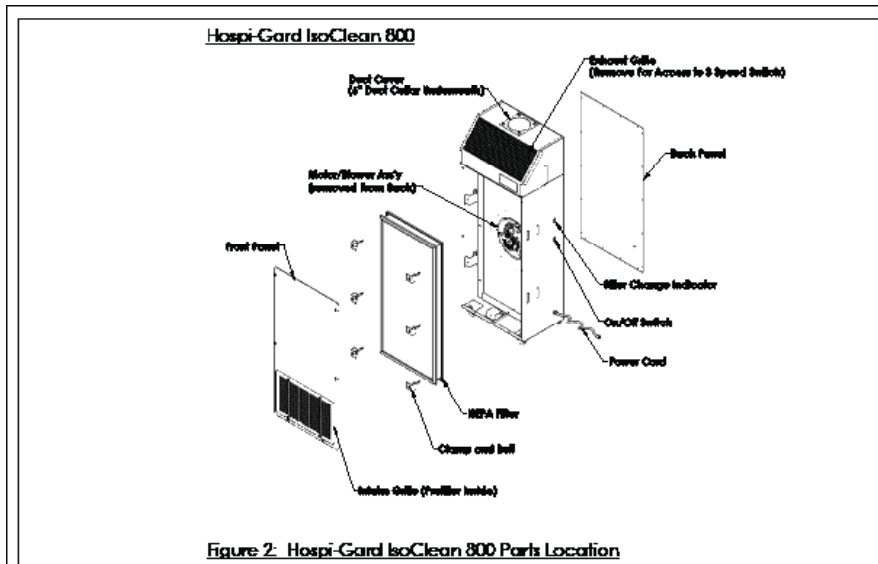 Hospi-Gard IsoClean 800
Exhaust Grille
(Remove For Access to 3 Speed Switch)
Duct Cover
(6" Duct Collar Underneath)
Back Panel
Motor/Blower Ass'y
(removed from Back)
Front Panel
Filter Change Indicator
On/Off Switch
Power Cord
HEPA Filter
Clamp and bolt
Intake Grille (Prefilter Inside)
Figure 2: Hospi-Gard IsoClean 800 Parts Location